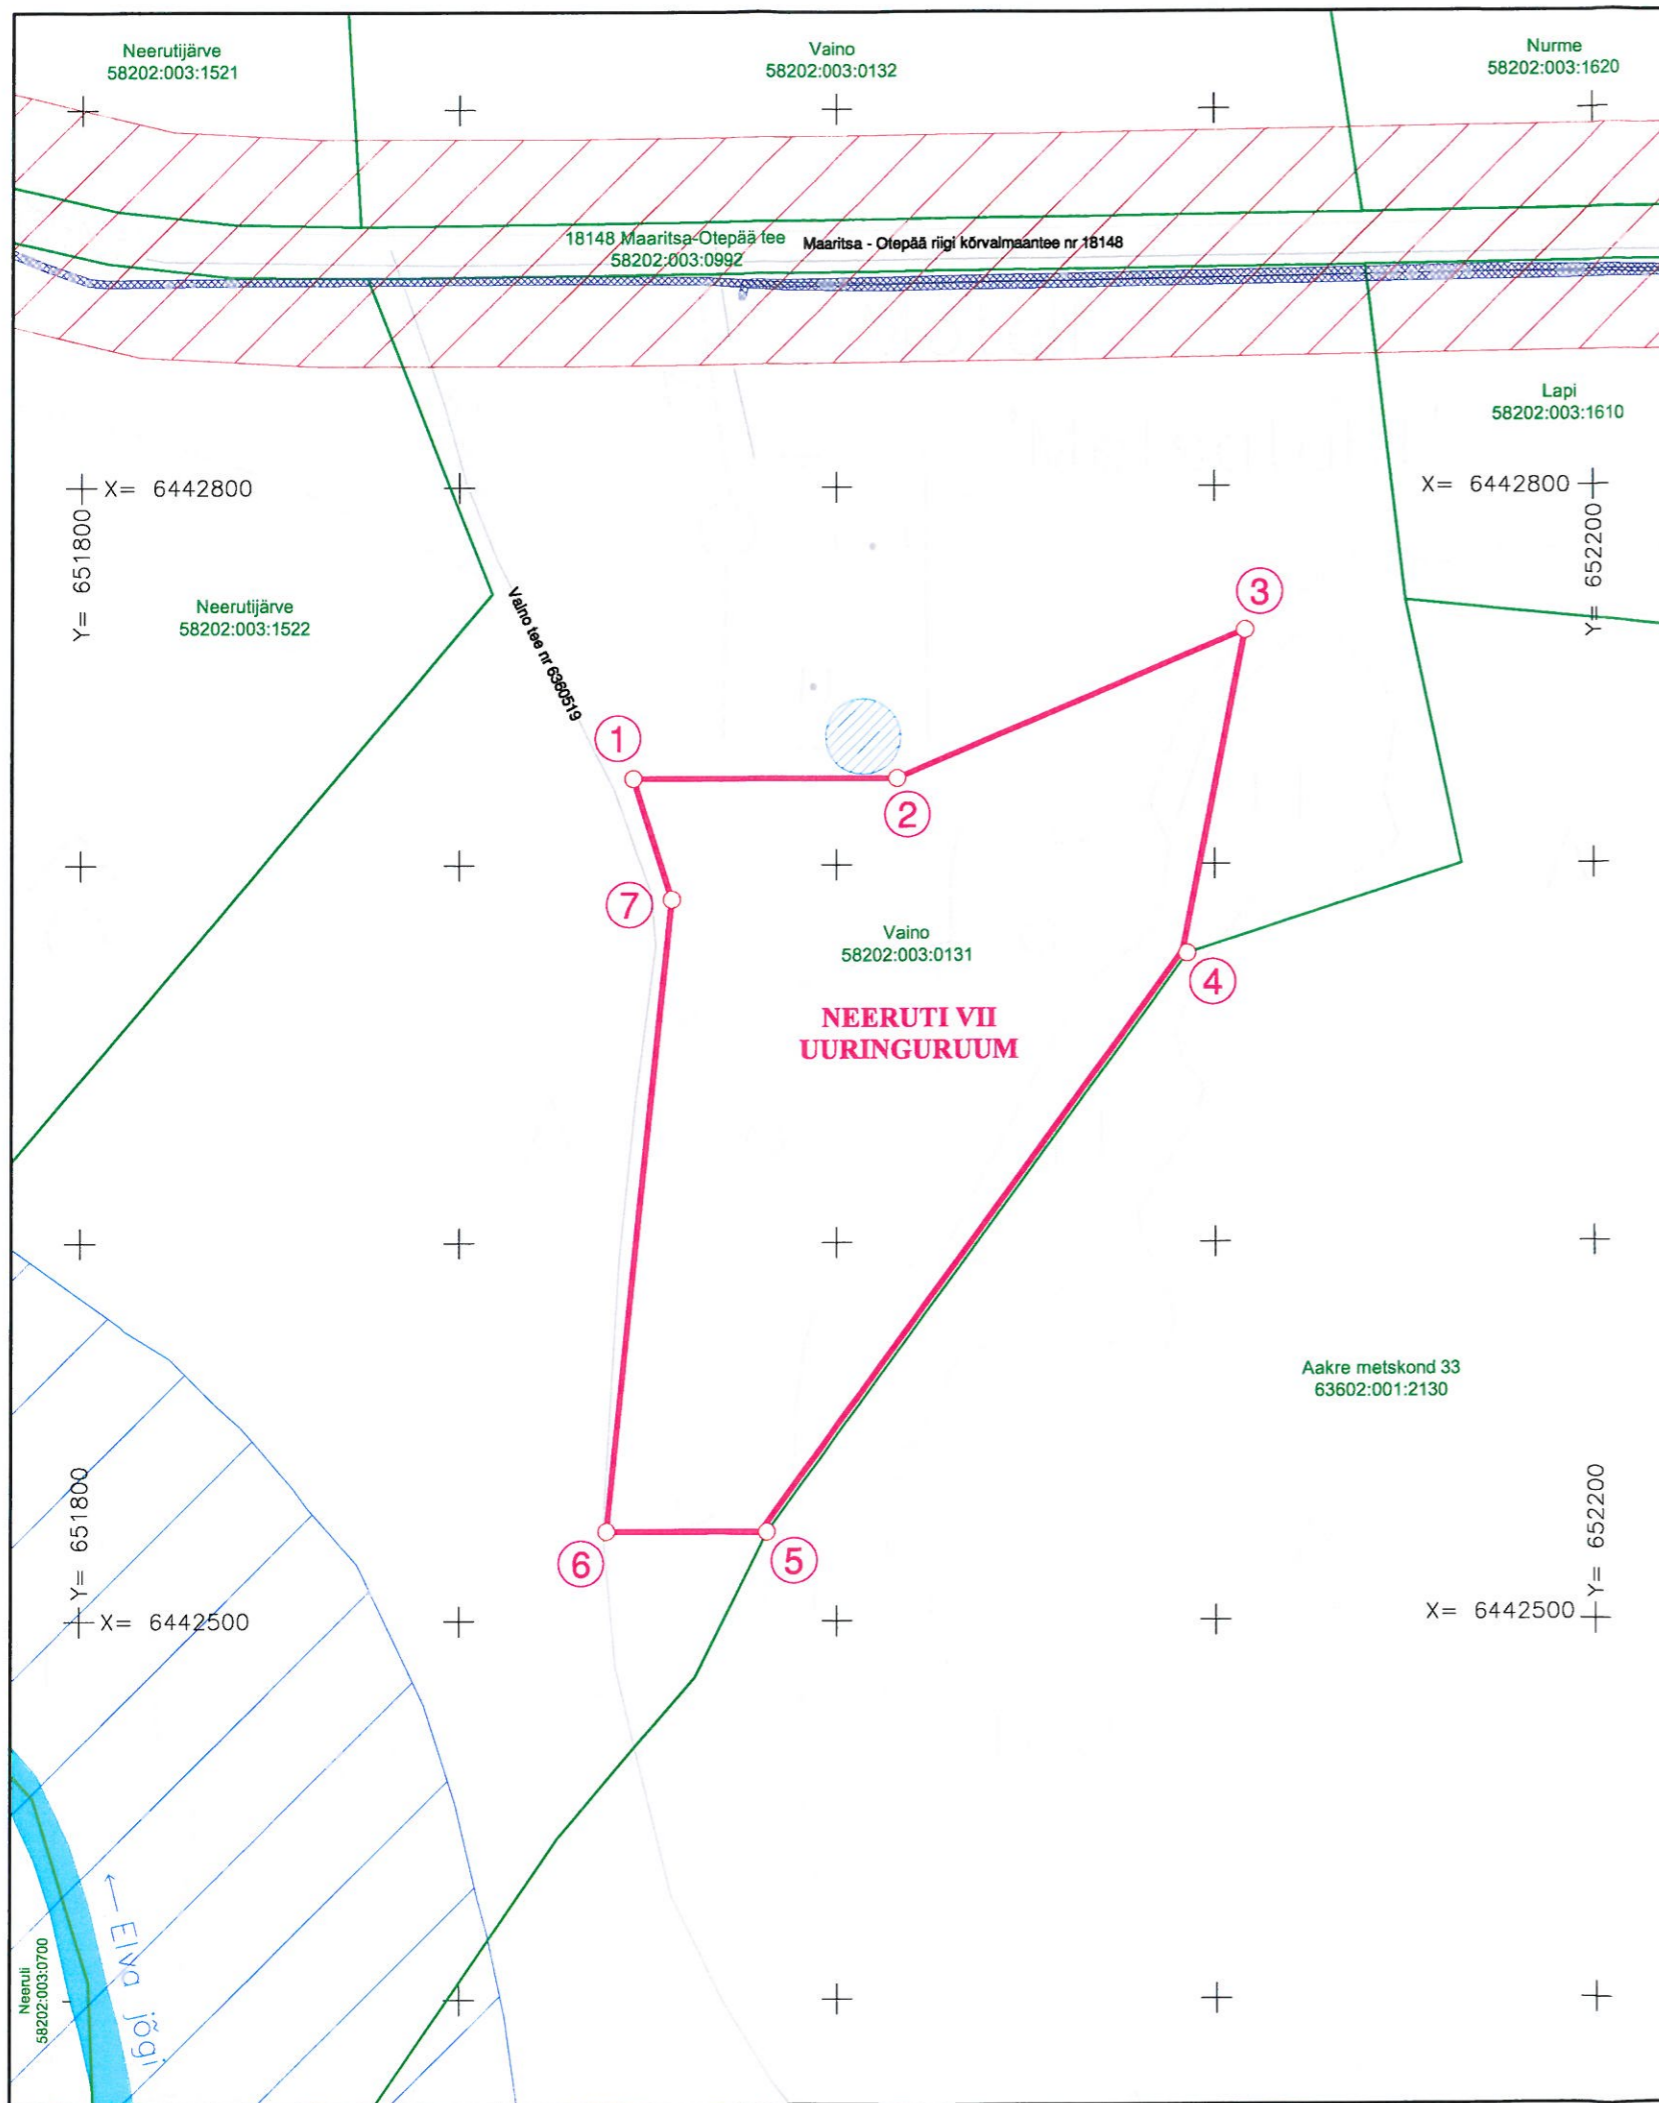 Neerutijärve
58202:003:1521
Vaino
58202:003:0132
Nurme
58202:003:1620
18148 Maaritsa-Otepää tee
58202:003:0992
Maaritsa - Otepää riigi kõrvalmaantee nr 18148
Lapi
58202:003:1610
X= 6442800
X= 6442800
Y= 651800
Y= 652200
Neerutijärve
58202:003:1522
Vaino tee nr 6360519
3
1
2
7
Vaino
58202:003:0131
4
NEERUTI VII
UURINGURUUM
Aakre metskond 33
63602:001:2130
Y= 651800
Y= 652200
6
5
X= 6442500
X= 6442500
Neeruti
58202:003:0700
← Elva jõgi